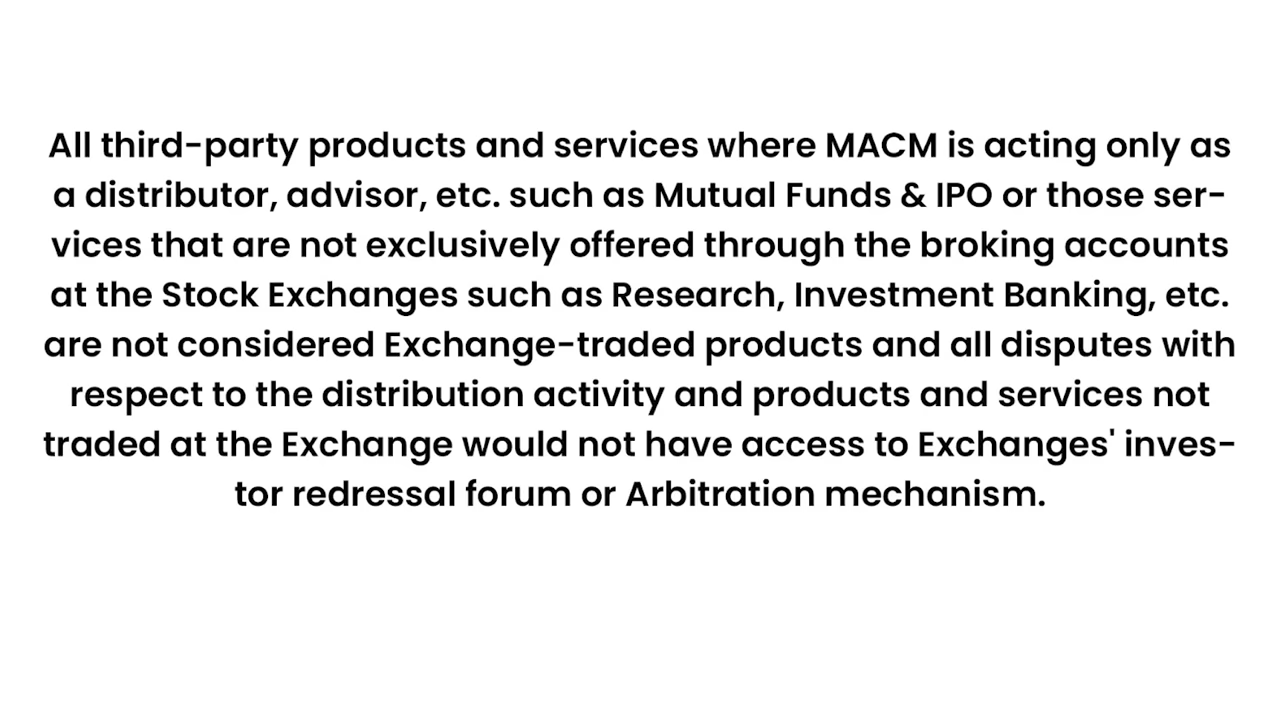 All third-party products and services where MACM is acting only as
a distributor, advisor, etc. such as Mutual Funds & IPO or those ser-
vices that are not exclusively offered through the broking accounts
at the Stock Exchanges such as Research, Investment Banking, etc.
are not considered Exchange-traded products and all disputes with
respect to the distribution activity and products and services not
traded at the Exchange would not have access to Exchanges' inves-
tor redressal forum or Arbitration mechanism.